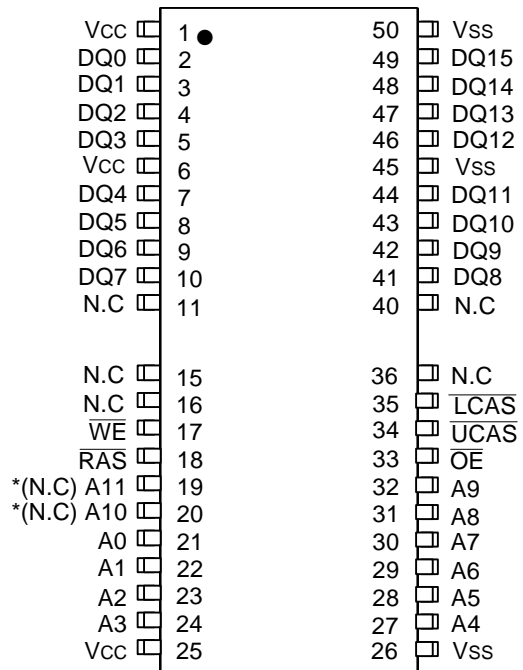 Vcc 1 50 Vss
DQ0 2 49 DQ15
DQ1 3 48 DQ14
DQ2 4 47 DQ13
DQ3 5 46 DQ12
Vcc 6 45 Vss
DQ4 7 44 DQ11
DQ5 8 43 DQ10
DQ6 9 42 DQ9
DQ7 10 41 DQ8
N.C 11 40 N.C
N.C 15 36 N.C
N.C 16 35 LCAS
WE 17 34 UCAS
RAS 18 33 OE
*(N.C) A11 19 32 A9
*(N.C) A10 20 31 A8
A0 21 30 A7
A1 22 29 A6
A2 23 28 A5
A3 24 27 A4
Vcc 25 26 Vss